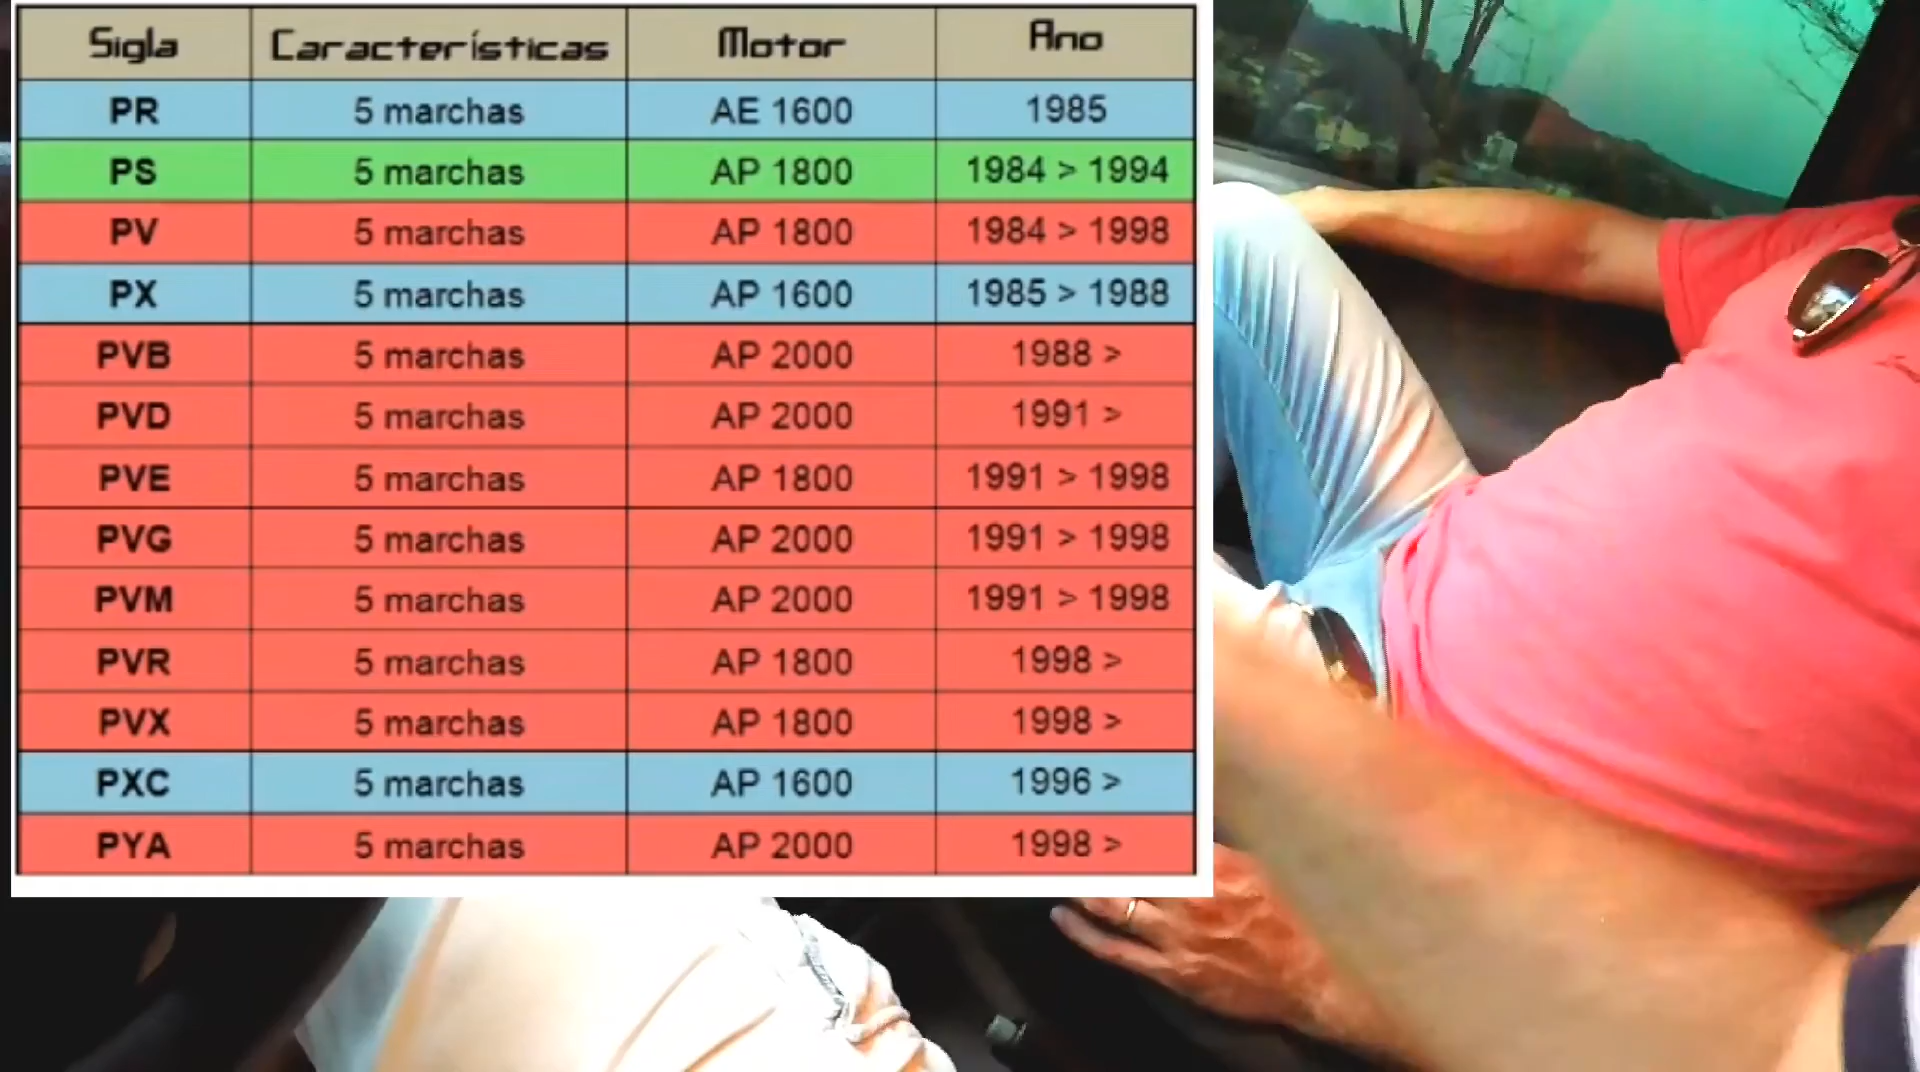 Sigla Características Motor Ano
PR 5 marchas AE 1600 1985
PS 5 marchas AP 1800 1984 > 1994
PV 5 marchas AP 1800 1984 > 1998
PX 5 marchas AP 1600 1985 > 1988
PVB 5 marchas AP 2000 1988 >
PVD 5 marchas AP 2000 1991 >
PVE 5 marchas AP 1800 1991 > 1998
PVG 5 marchas AP 2000 1991 > 1998
PVM 5 marchas AP 2000 1991 > 1998
PVR 5 marchas AP 1800 1998 >
PVX 5 marchas AP 1800 1998 >
PXC 5 marchas AP 1600 1996 >
PYA 5 marchas AP 2000 1998 >